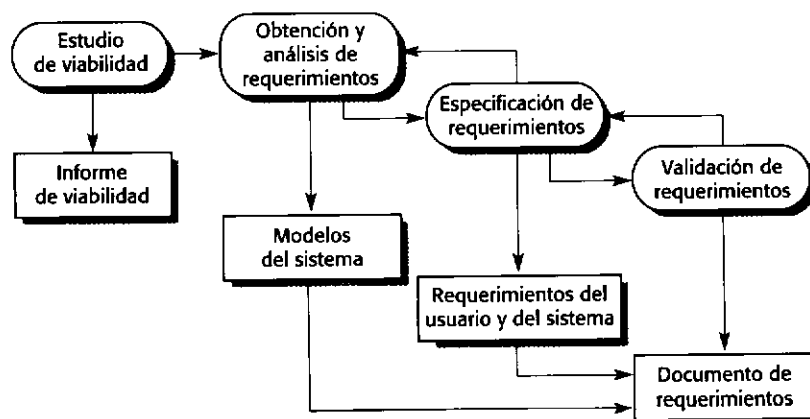 Estudio
de viabilidad
Obtención y
análisis de
requerimientos
Especificación de
requerimientos
Validación de
requerimientos
Informe
de viabilidad
Modelos
del sistema
Requerimientos del
usuario y del sistema
Documento de
requerimientos